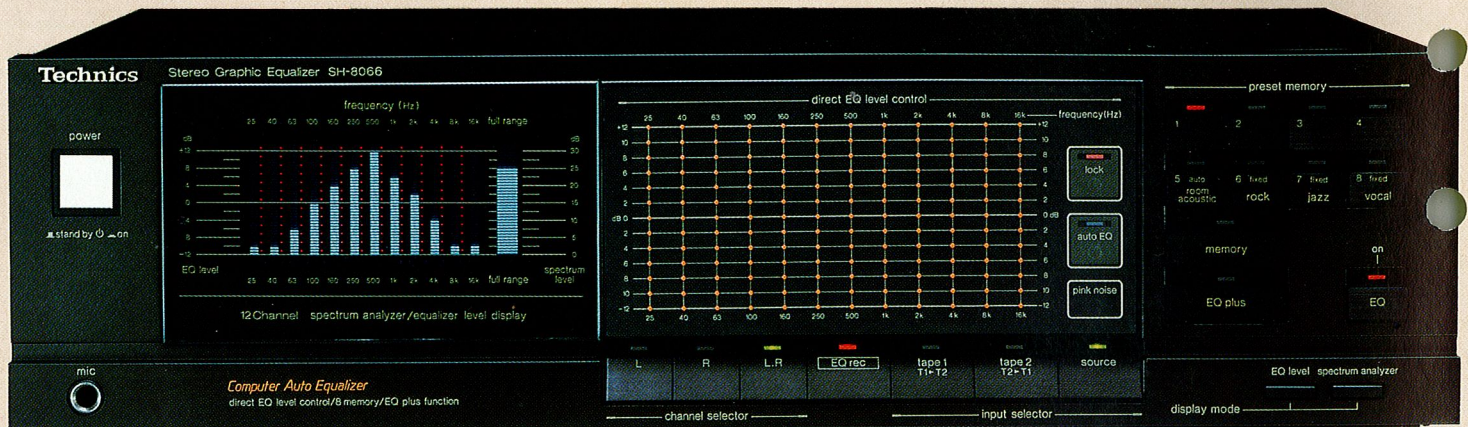 Technics
Stereo Graphic Equalizer SH-8066
power
stand by on
mic
frequency (Hz)
25 40 63 100 160 250 500 1k 2k 4k 8k 16k full range
dB dB
+12 30
8 25
4 20
0 15
4 10
8 5
-12 0
EQ level spectrum level
25 40 63 100 160 250 500 1k 2k 4k 8k 16k full range
12 Channel spectrum analyzer/equalizer level display
Computer Auto Equalizer
direct EQ level control/8 memory/EQ plus function
direct EQ level control
25 40 63 100 160 250 500 1k 2k 4k 8k 16k frequency(Hz)
+12 +12
10 10
8 8
6 6
4 4
2 2
dB 0 0 dB
2 2
4 4
6 6
8 8
10 10
-12 -12
25 40 63 100 160 250 500 1k 2k 4k 8k 16k
lock
auto EQ
pink noise
L R L.R EQ rec tape 1 tape 2 source
T1▸T2 T2▸T1
channel selector input selector
preset memory
1 2 3 4
5 auto 6 fixed 7 fixed 8 fixed
room acoustic rock jazz vocal
memory on
EQ plus EQ
EQ level spectrum analyzer
display mode